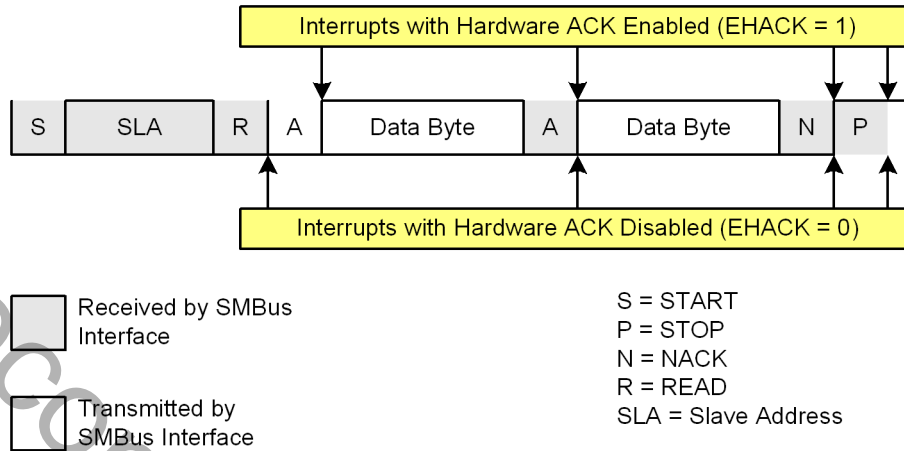 Interrupts with Hardware ACK Enabled (EHACK = 1)
S SLA R A Data Byte A Data Byte N P
Interrupts with Hardware ACK Disabled (EHACK = 0)
Received by SMBus
Interface
Transmitted by
SMBus Interface
S = START
P = STOP
N = NACK
R = READ
SLA = Slave Address